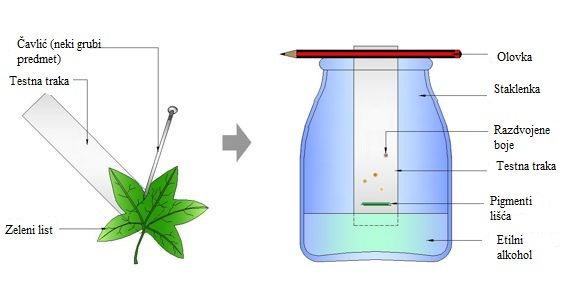 Čavlić (neki grubi
predmet)
Testna traka
Zeleni list
Olovka
Staklenka
Razdvojene
boje
Testna traka
Pigmenti
lišća
Etilni
alkohol